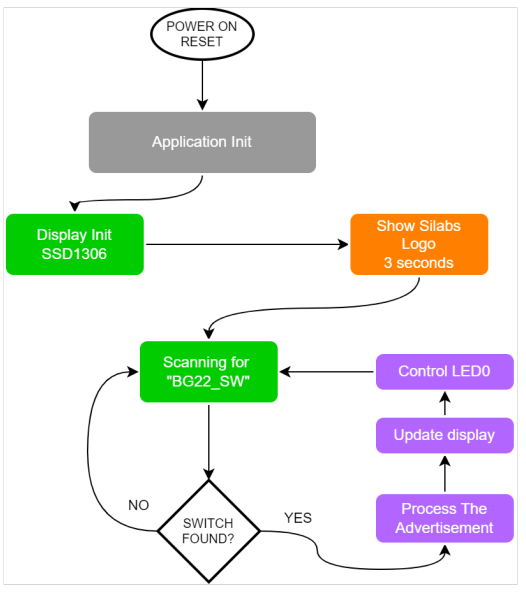 POWER ON
RESET
Application Init
Display Init
SSD1306
Show Silabs
Logo
3 seconds
Scanning for
"BG22_SW"
Control LED0
Update display
Process The
Advertisement
NO
SWITCH
FOUND?
YES